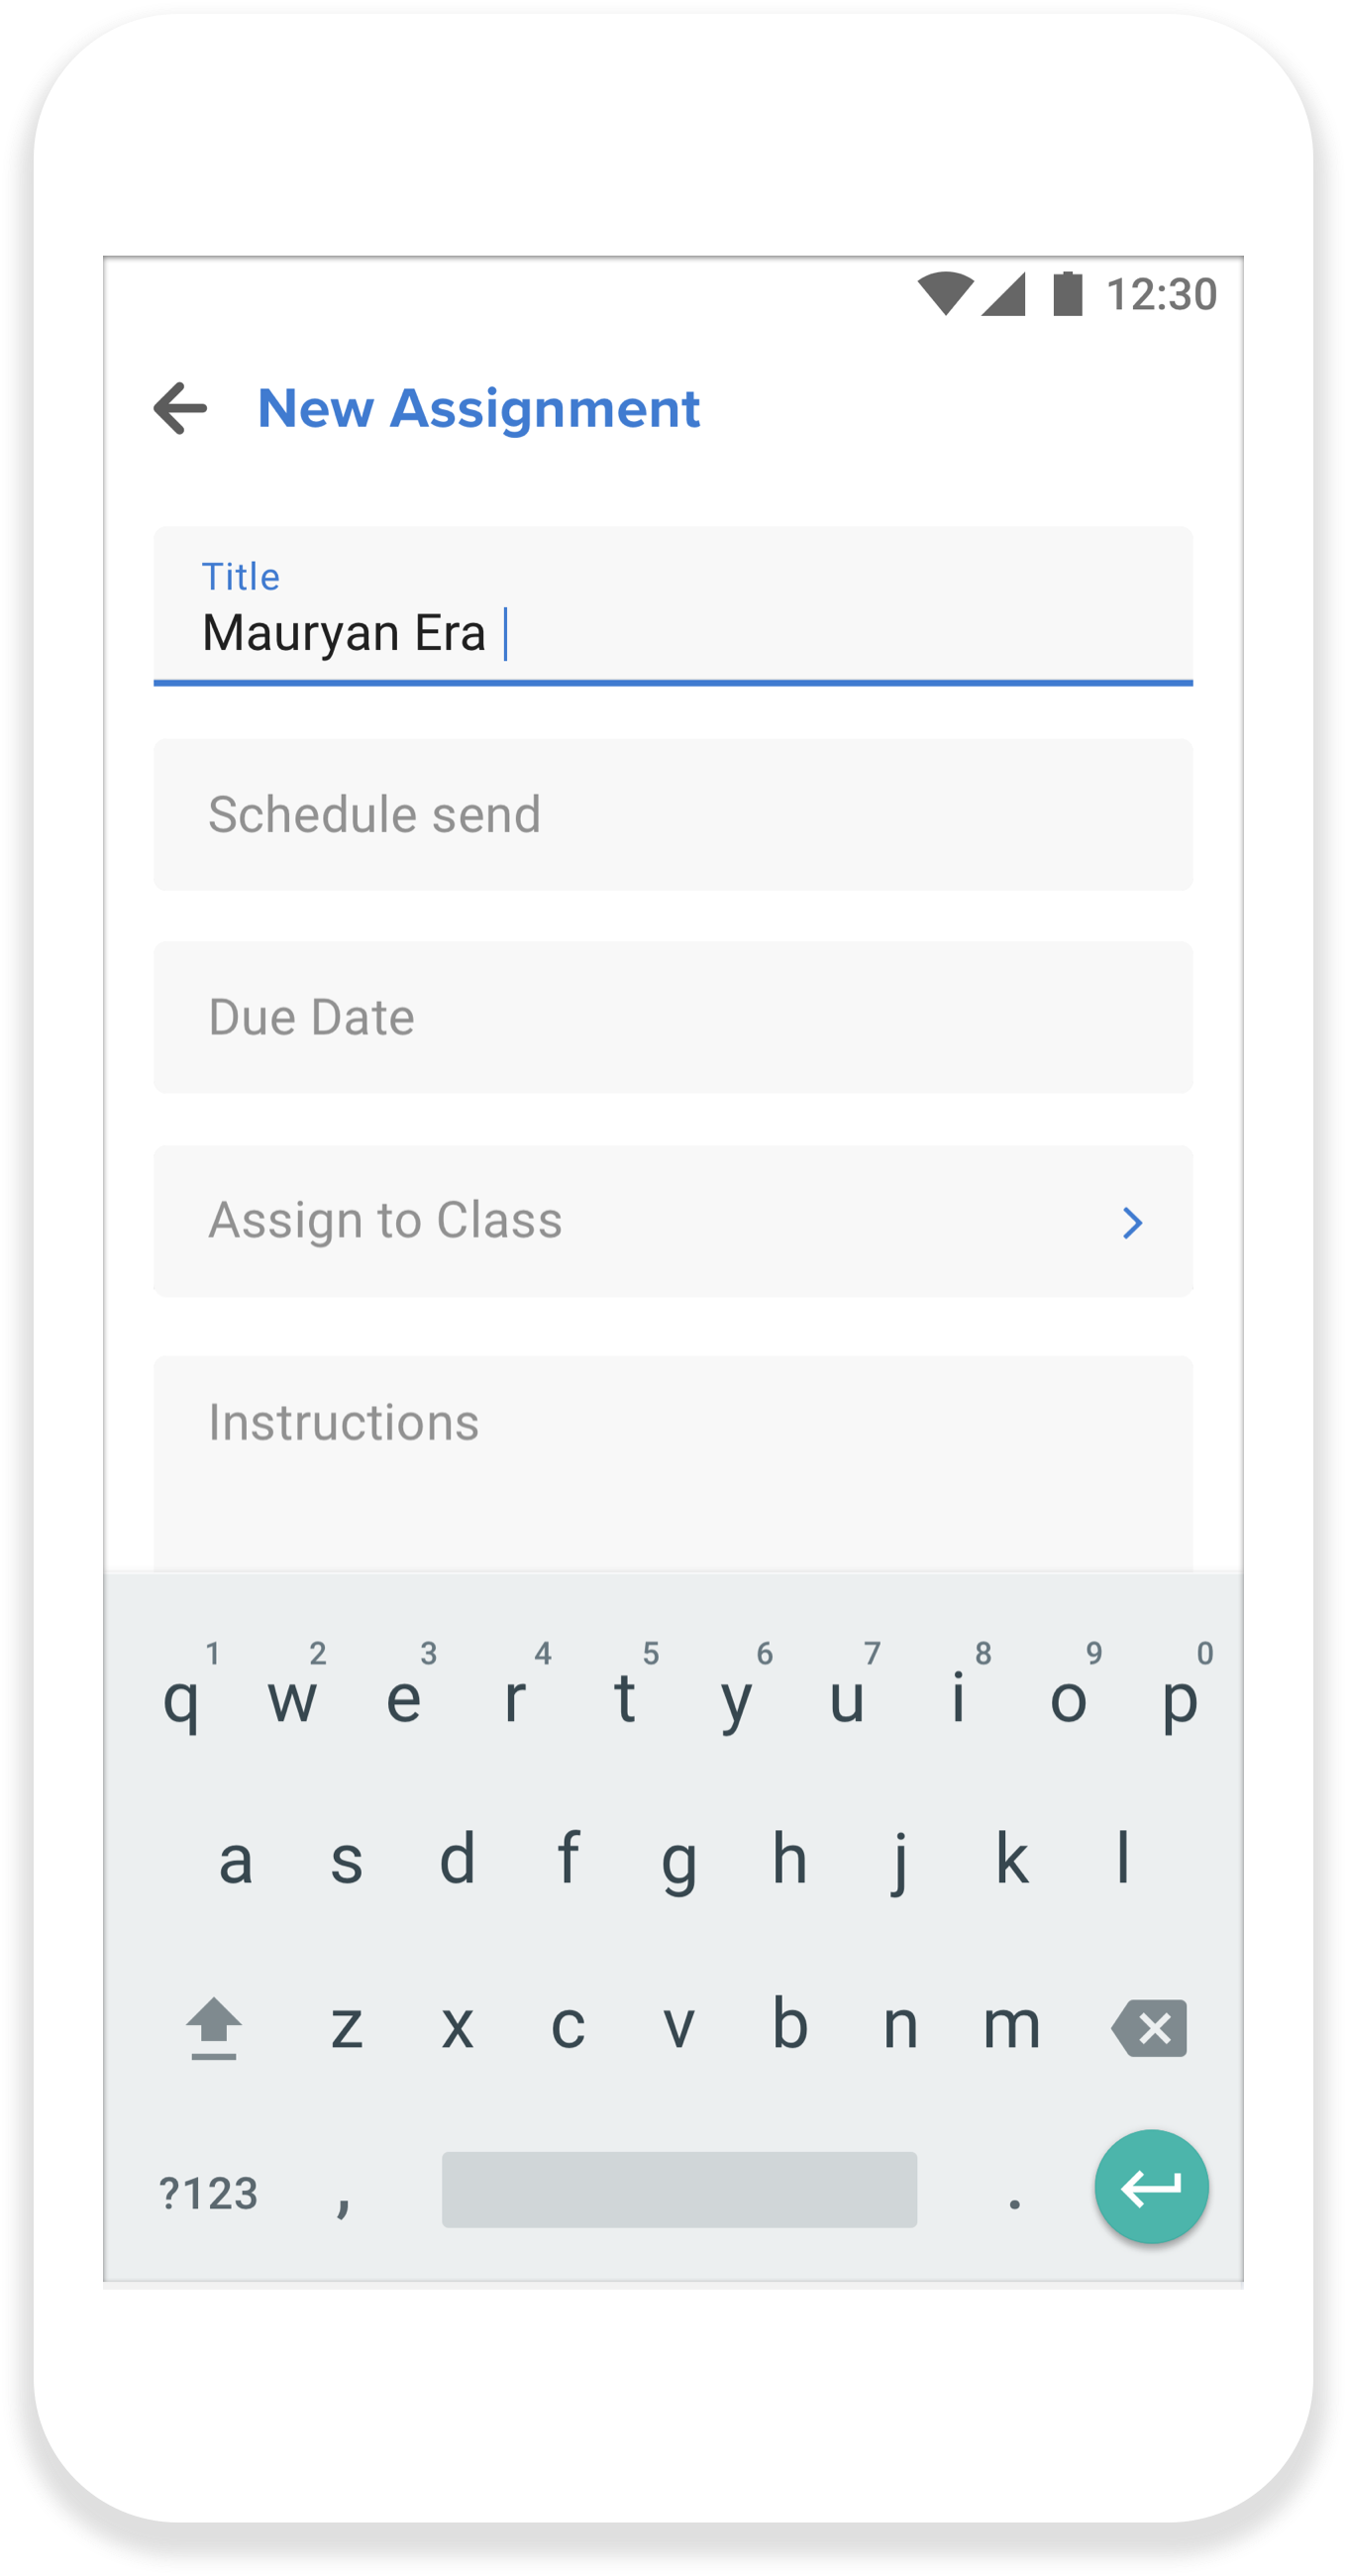 12:30
New Assignment
Title
Mauryan Era
Schedule send
Due Date
Assign to Class
Instructions
1 2 3 4 5 6 7 8 9 0
q w e r t y u i o p
a s d f g h j k l
z x c v b n m
?123 , .